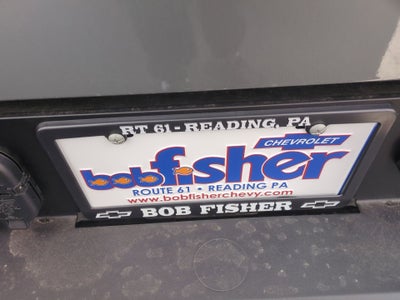 RT 61 - READING, PA
CHEVROLET
bobfisher
ROUTE 61 • READING PA
www.bobfisherchevy.com
BOB FISHER